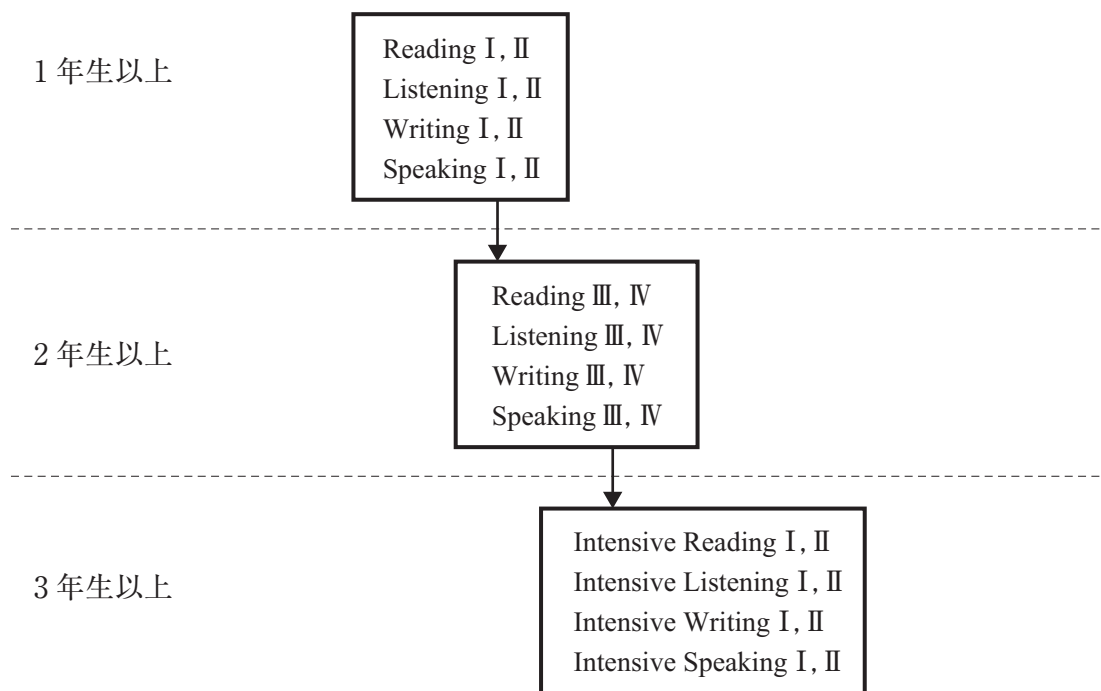 1年生以上
Reading Ⅰ, Ⅱ
Listening Ⅰ, Ⅱ
Writing Ⅰ, Ⅱ
Speaking Ⅰ, Ⅱ
2年生以上
Reading Ⅲ, Ⅳ
Listening Ⅲ, Ⅳ
Writing Ⅲ, Ⅳ
Speaking Ⅲ, Ⅳ
3年生以上
Intensive Reading Ⅰ, Ⅱ
Intensive Listening Ⅰ, Ⅱ
Intensive Writing Ⅰ, Ⅱ
Intensive Speaking Ⅰ, Ⅱ